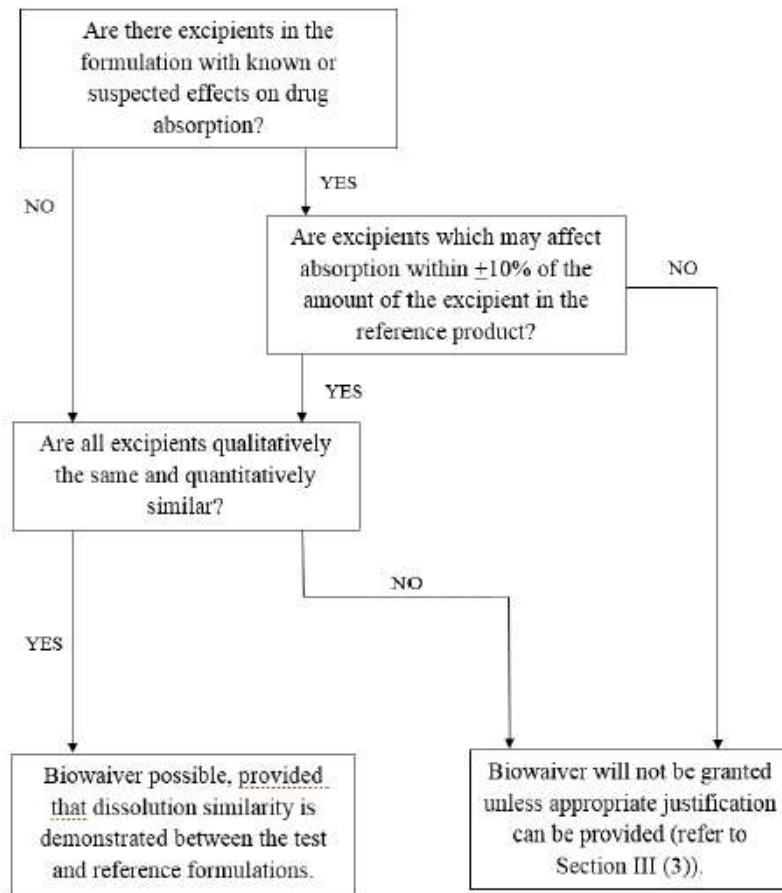 Are there excipients in the
formulation with known or
suspected effects on drug
absorption?
NO
YES
Are excipients which may affect
absorption within ±10% of the
amount of the excipient in the
reference product?
NO
YES
Are all excipients qualitatively
the same and quantitatively
similar?
NO
YES
Biowaiver possible, provided
that dissolution similarity is
demonstrated between the test
and reference formulations.
Biowaiver will not be granted
unless appropriate justification
can be provided (refer to
Section III (3)).